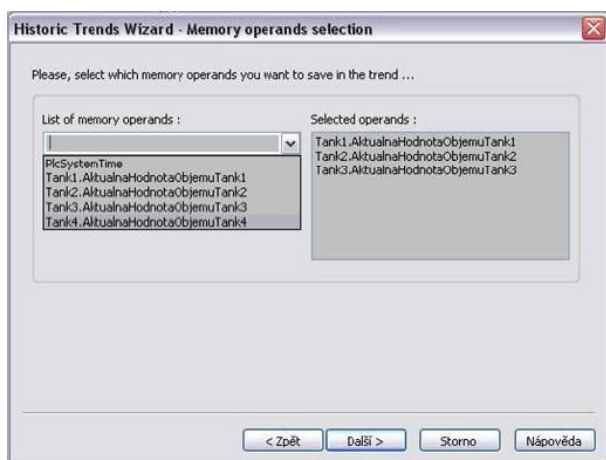 Historic Trends Wizard - Memory operands selection
Please, select which memory operands you want to save in the trend ...
List of memory operands :
PlcSystemTime
Tank1.AktualnaHodnotaObjemuTank1
Tank2.AktualnaHodnotaObjemuTank2
Tank3.AktualnaHodnotaObjemuTank3
Tank4.AktualnaHodnotaObjemuTank4
Selected operands :
Tank1.AktualnaHodnotaObjemuTank1
Tank2.AktualnaHodnotaObjemuTank2
Tank3.AktualnaHodnotaObjemuTank3
< Zpět
Další >
Storno
Nápověda